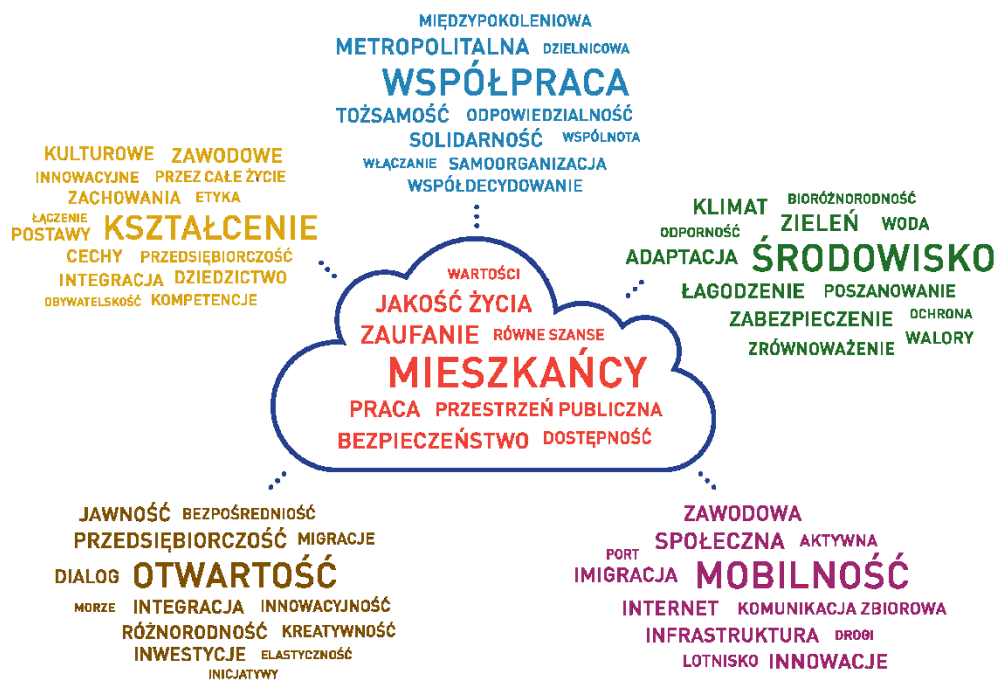 MIĘDZYPOKOLENIOWA
METROPOLITALNA DZIELNICOWA
WSPÓŁPRACA
TOŻSAMOŚĆ ODPOWIEDZIALNOŚĆ
SOLIDARNOŚĆ WSPÓLNOTA
WŁĄCZANIE SAMOORGANIZACJA
WSPÓŁDECYDOWANIE
KULTUROWE ZAWODOWE
INNOWACYJNE PRZEZ CAŁE ŻYCIE
ZACHOWANIA ETYKA
ŁĄCZENIE
POSTAWY KSZTAŁCENIE
CECHY PRZEDSIĘBIORCZOŚĆ
INTEGRACJA DZIEDZICTWO
OBYWATELSKOŚĆ KOMPETENCJE
KLIMAT BIORÓŻNORODNOŚĆ
ODPORNOŚĆ ZIELEŃ WODA
ADAPTACJA ŚRODOWISKO
ŁAGODZENIE POSZANOWANIE
ZABEZPIECZENIE OCHRONA
ZRÓWNOWAŻENIE WALORY
WARTOŚCI
JAKOŚĆ ŻYCIA
ZAUFANIE RÓWNE SZANSE
MIESZKAŃCY
PRACA PRZESTRZEŃ PUBLICZNA
BEZPIECZEŃSTWO DOSTĘPNOŚĆ
JAWNOŚĆ BEZPOŚREDNIOŚĆ
PRZEDSIĘBIORCZOŚĆ MIGRACJE
DIALOG OTWARTOŚĆ
MORZE INTEGRACJA INNOWACYJNOŚĆ
RÓŻNORODNOŚĆ KREATYWNOŚĆ
INWESTYCJE ELASTYCZNOŚĆ
INICJATYWY
ZAWODOWA
SPOŁECZNA AKTYWNA
PORT
IMIGRACJA MOBILNOŚĆ
INTERNET KOMUNIKACJA ZBIOROWA
INFRASTRUKTURA DROGI
LOTNISKO INNOWACJE